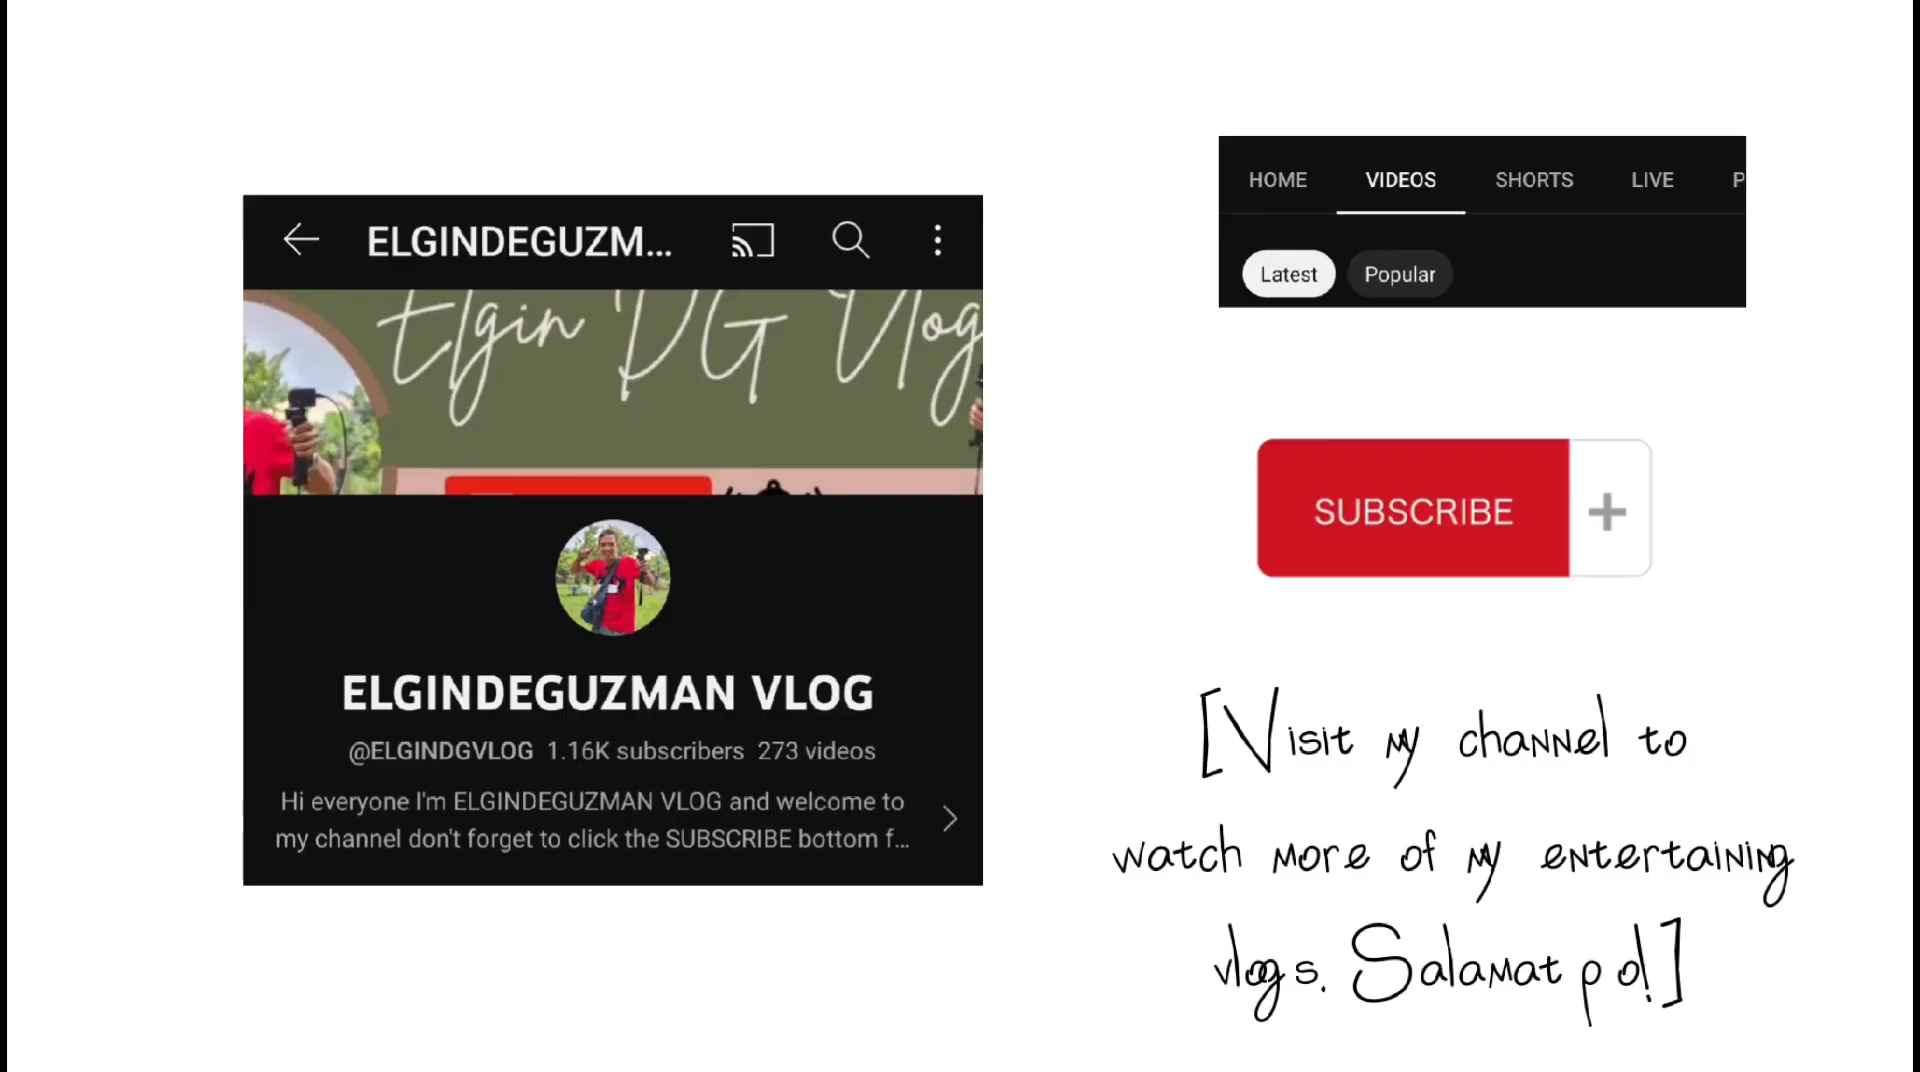 ELGINDEGUZM...
Elgin DG Vlog
ELGINDEGUZMAN VLOG
@ELGINDGVLOG 1.16K subscribers 273 videos
Hi everyone I'm ELGINDEGUZMAN VLOG and welcome to
my channel don't forget to click the SUBSCRIBE bottom f...
HOME VIDEOS SHORTS LIVE P
Latest Popular
SUBSCRIBE +
[Visit my channel to
watch more of my entertaining
vlogs. Salamat po!]